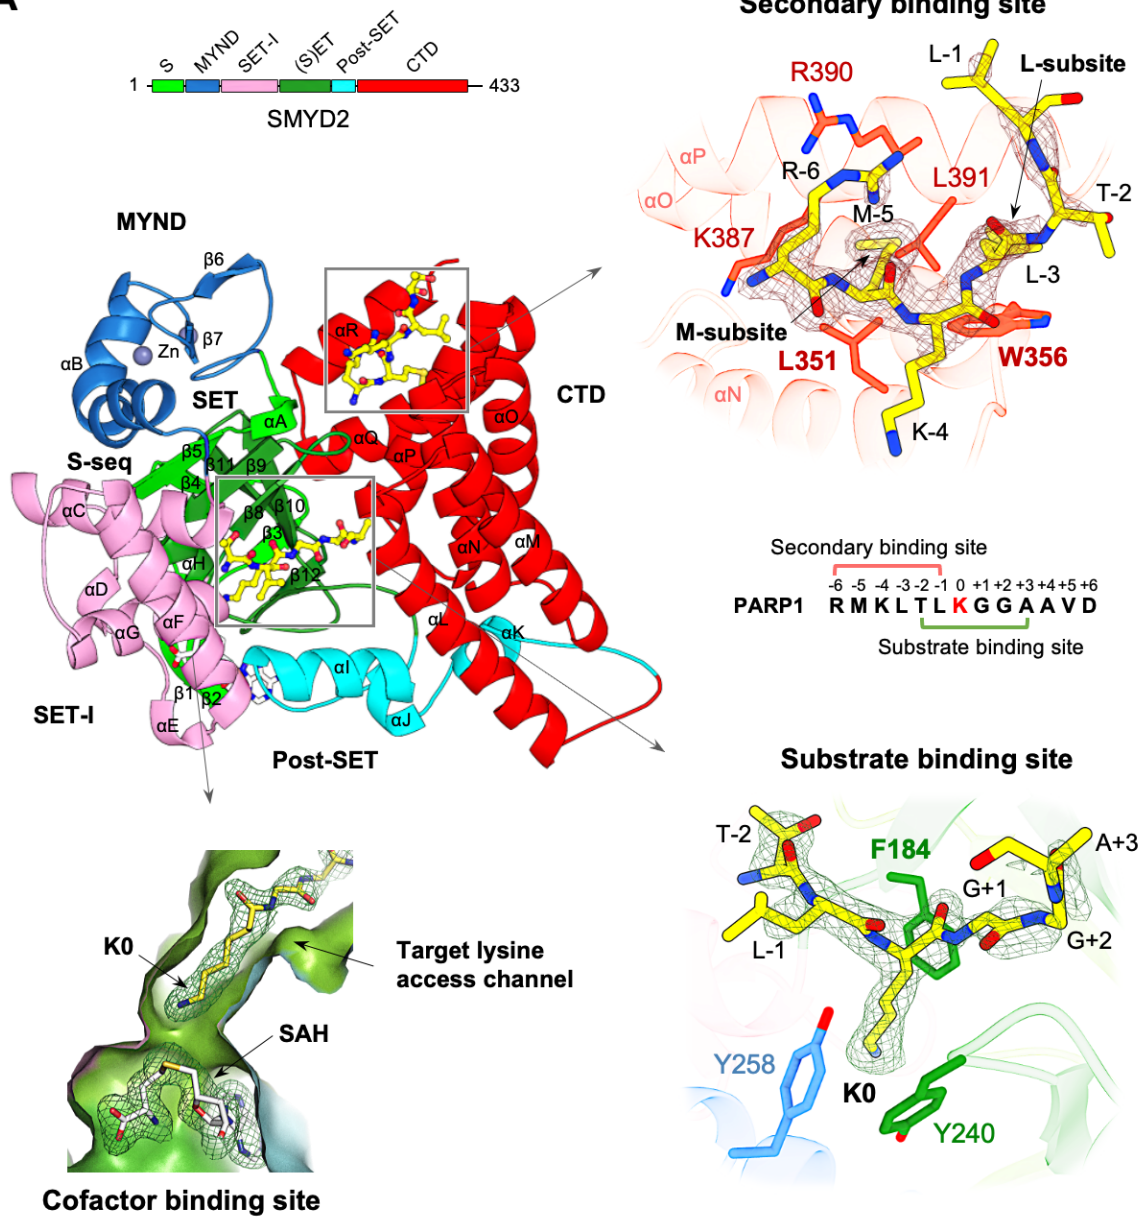 A
S MYND SET-I (S)ET Post-SET CTD
1 433
SMYD2
Secondary binding site
L-1
L-subsite
R390
αP
R-6
L391
T-2
αO
M-5
K387
L-3
M-subsite
L351
W356
αN
K-4
MYND
β6
αB
Zn
β7
SET
αR
CTD
αA
αO
αQ
S-seq
β5
β11
β9
αP
β4
αC
β8
β10
β3
αN
αM
αH
β12
αD
αF
αL
αG
αK
αI
β1
β2
SET-I
αE
αJ
Post-SET
Secondary binding site
-6 -5 -4 -3 -2 -1 0 +1 +2 +3 +4 +5 +6
PARP1 R M K L T L K G G A A V D
Substrate binding site
Substrate binding site
T-2
F184
A+3
G+1
L-1
G+2
Y258
K0
Y240
K0
Target lysine
access channel
SAH
Cofactor binding site